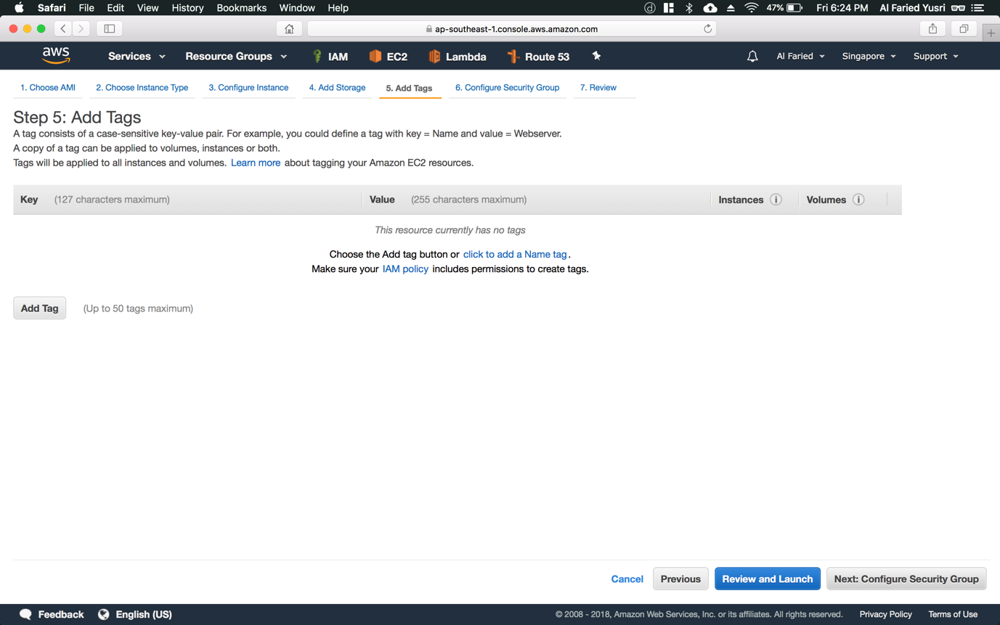 Safari File Edit View History Bookmarks Window Help 47% Fri 6:24 PM Al Faried Yusri
ap-southeast-1.console.aws.amazon.com
aws Services Resource Groups IAM EC2 Lambda Route 53 Al Faried Singapore Support
1. Choose AMI 2. Choose Instance Type 3. Configure Instance 4. Add Storage 5. Add Tags 6. Configure Security Group 7. Review
Step 5: Add Tags
A tag consists of a case-sensitive key-value pair. For example, you could define a tag with key = Name and value = Webserver.
A copy of a tag can be applied to volumes, instances or both.
Tags will be applied to all instances and volumes. Learn more about tagging your Amazon EC2 resources.
Key (127 characters maximum) Value (255 characters maximum) Instances i Volumes i
This resource currently has no tags
Choose the Add tag button or click to add a Name tag.
Make sure your IAM policy includes permissions to create tags.
Add Tag (Up to 50 tags maximum)
Cancel Previous Review and Launch Next: Configure Security Group
Feedback English (US) © 2008 - 2018, Amazon Web Services, Inc. or its affiliates. All rights reserved. Privacy Policy Terms of Use